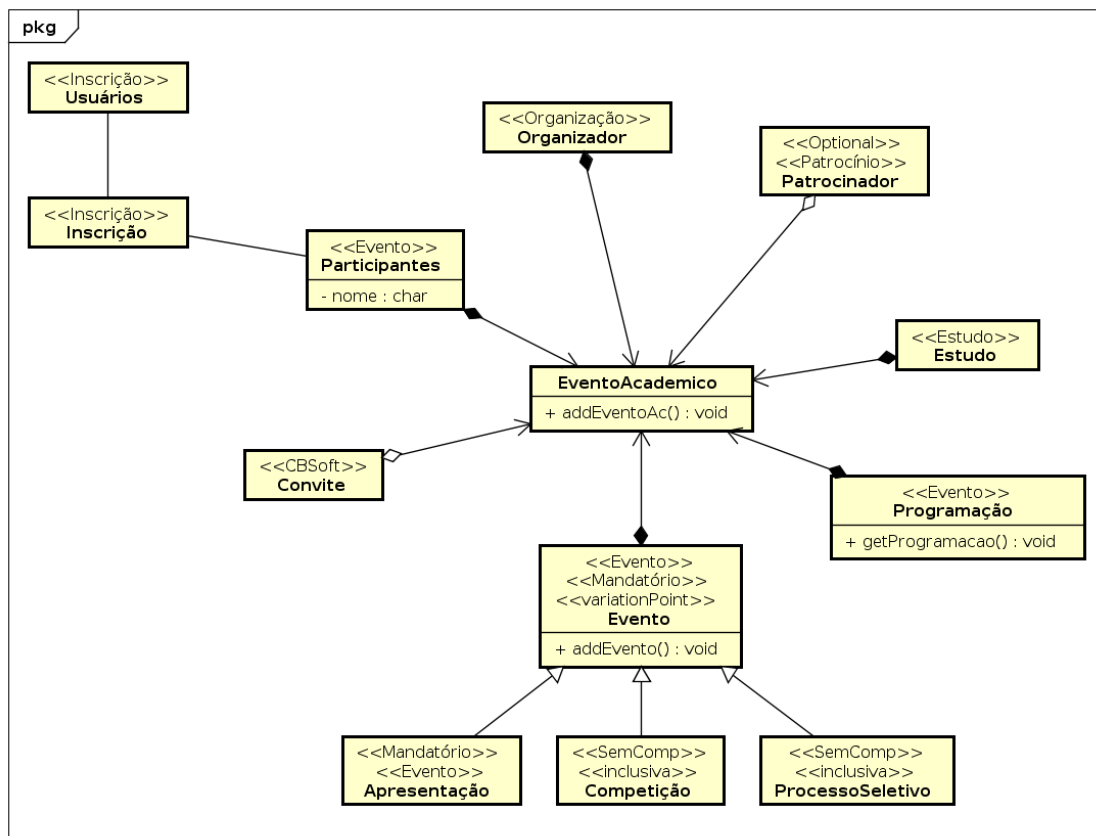 pkg
<<Inscrição>>
Usuários
<<Organização>>
Organizador
<<Optional>>
<<Patrocínio>>
Patrocinador
<<Inscrição>>
Inscrição
<<Evento>>
Participantes
- nome : char
<<Estudo>>
Estudo
EventoAcademico
+ addEventoAc() : void
<<CBSoft>>
Convite
<<Evento>>
Programação
+ getProgramacao() : void
<<Evento>>
<<Mandatório>>
<<variationPoint>>
Evento
+ addEvento() : void
<<Mandatório>>
<<Evento>>
Apresentação
<<SemComp>>
<<inclusiva>>
Competição
<<SemComp>>
<<inclusiva>>
ProcessoSeletivo